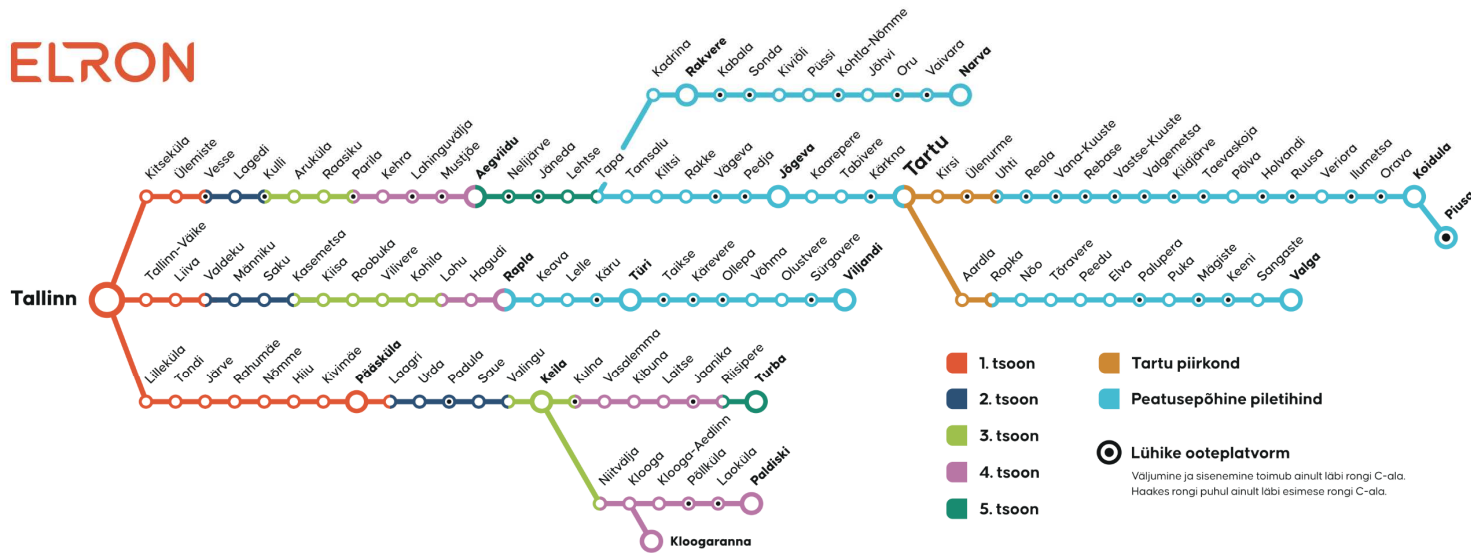 ELRON
Kadrina
Rakvere
Kabala
Sonda
Kiviõli
Püssi
Kohtla-Nõmme
Jõhvi
Oru
Vaivara
Narva
Kitseküla
Ülemiste
Vesse
Lagedi
Kulli
Aruküla
Raasiku
Parila
Kehra
Lahinguvälja
Mustjõe
Aegviidu
Nelijärve
Jäneda
Lehtse
Tapa
Tamsalu
Kiltsi
Rakke
Vägeva
Pedja
Jõgeva
Kaarepere
Tabivere
Kärkna
Tartu
Kirsi
Ülenurme
Uhti
Reola
Vana-Kuuste
Rebase
Vastse-Kuuste
Valgemetsa
Kiidjärve
Taevaskoja
Põlva
Holvandi
Ruusa
Veriora
Ilumetsa
Orava
Koidula
Piusa
Tallinn
Tallinn-Väike
Liiva
Valdeku
Männiku
Saku
Kasemetsa
Kiisa
Roobuka
Vilivere
Kohila
Lohu
Hagudi
Rapla
Keava
Lelle
Käru
Türi
Taikse
Kärevere
Ollepa
Võhma
Olustvere
Sürgavere
Viljandi
Aardla
Ropka
Nõo
Tõravere
Peedu
Elva
Palupera
Puka
Mägiste
Keeni
Sangaste
Valga
Lilleküla
Tondi
Järve
Rahumäe
Nõmme
Hiiu
Kivimäe
Pääsküla
Laagri
Urda
Padula
Saue
Valingu
Keila
Kulna
Vasalemma
Kibuna
Laitse
Jaanika
Riisipere
Turba
Niitvälja
Klooga
Klooga-Aedlinn
Põllküla
Laoküla
Paldiski
Kloogaranna
1. tsoon
2. tsoon
3. tsoon
4. tsoon
5. tsoon
Tartu piirkond
Peatusepõhine piletihind
Lühike ooteplatvorm
Väljumine ja sisenemine toimub ainult läbi rongi C-ala.
Haakes rongi puhul ainult läbi esimese rongi C-ala.